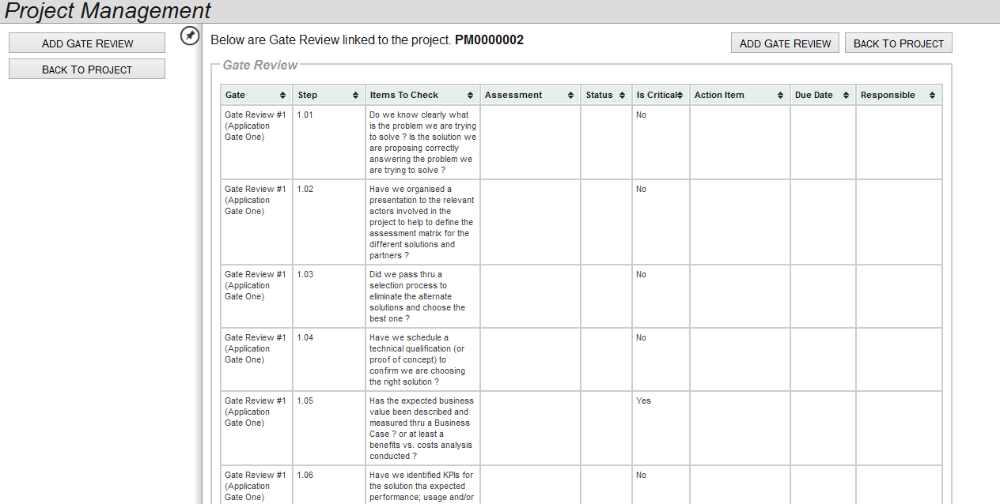 Project Management
ADD GATE REVIEW
BACK TO PROJECT
Below are Gate Review linked to the project. PM0000002
ADD GATE REVIEW
BACK TO PROJECT
Gate Review
Gate Step Items To Check Assessment Status Is Critical Action Item Due Date Responsible
Gate Review #1 1.01 Do we know clearly what No
(Application is the problem we are trying
Gate One) to solve ? Is the solution we
are proposing correctly
answering the problem we
are trying to solve ?
Gate Review #1 1.02 Have we organised a No
(Application presentation to the relevant
Gate One) actors involved in the
project to help to define the
assessment matrix for the
different solutions and
partners ?
Gate Review #1 1.03 Did we pass thru a No
(Application selection process to
Gate One) eliminate the alternate
solutions and choose the
best one ?
Gate Review #1 1.04 Have we schedule a No
(Application technical qualification (or
Gate One) proof of concept) to
confirm we are choosing
the right solution ?
Gate Review #1 1.05 Has the expected business Yes
(Application value been described and
Gate One) measured thru a Business
Case ? or at least a
benefits vs. costs analysis
conducted ?
Gate Review #1 1.06 Have we identified KPIs for No
(Application the solution tha expected
Gate One) performance; usage and/or